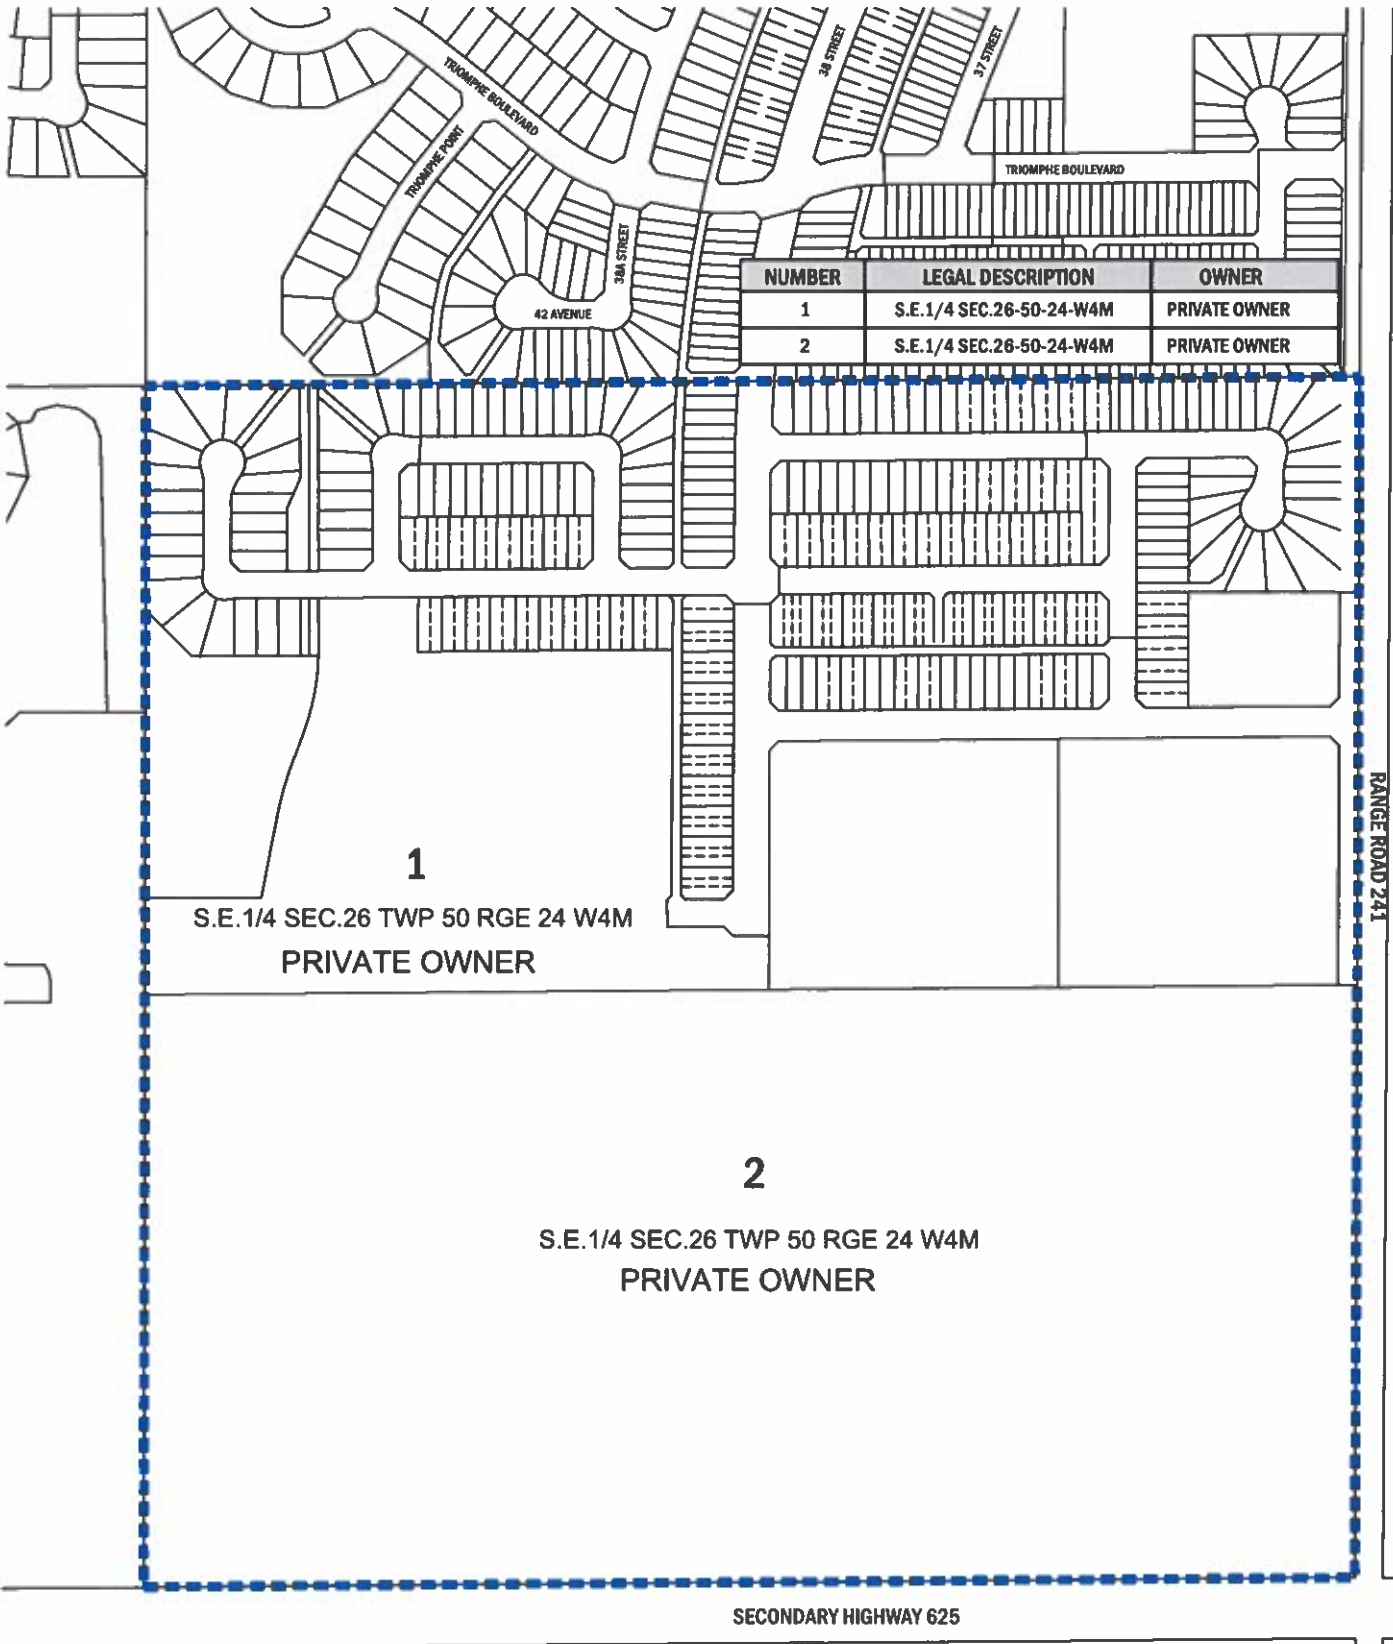 38 STREET
37 STREET
TRIOMPHE BOULEVARD
TRIOMPHE POINT
TRIOMPHE BOULEVARD
38A STREET
42 AVENUE
NUMBER LEGAL DESCRIPTION OWNER
1 S.E.1/4 SEC.26-50-24-W4M PRIVATE OWNER
2 S.E.1/4 SEC.26-50-24-W4M PRIVATE OWNER
RANGE ROAD 241
1
S.E.1/4 SEC.26 TWP 50 RGE 24 W4M
PRIVATE OWNER
2
S.E.1/4 SEC.26 TWP 50 RGE 24 W4M
PRIVATE OWNER
SECONDARY HIGHWAY 625